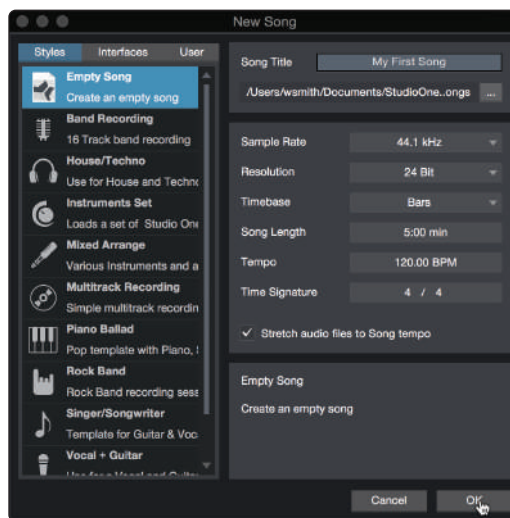 New Song
Styles Interfaces User
Empty Song
Create an empty song
Band Recording
16 Track band recording
House/Techno
Use for House and Techno
Instruments Set
Loads a set of Studio One
Mixed Arrange
Various Instruments and a
Multitrack Recording
Simple multitrack recordin
Piano Ballad
Pop template with Piano,
Rock Band
Rock Band recording sess
Singer/Songwriter
Template for Guitar & Voc
Vocal + Guitar
Song Title My First Song
/Users/wsmith/Documents/StudioOne..ongs ...
Sample Rate 44.1 kHz
Resolution 24 Bit
Timebase Bars
Song Length 5:00 min
Tempo 120.00 BPM
Time Signature 4 / 4
Stretch audio files to Song tempo
Empty Song
Create an empty song
Cancel OK